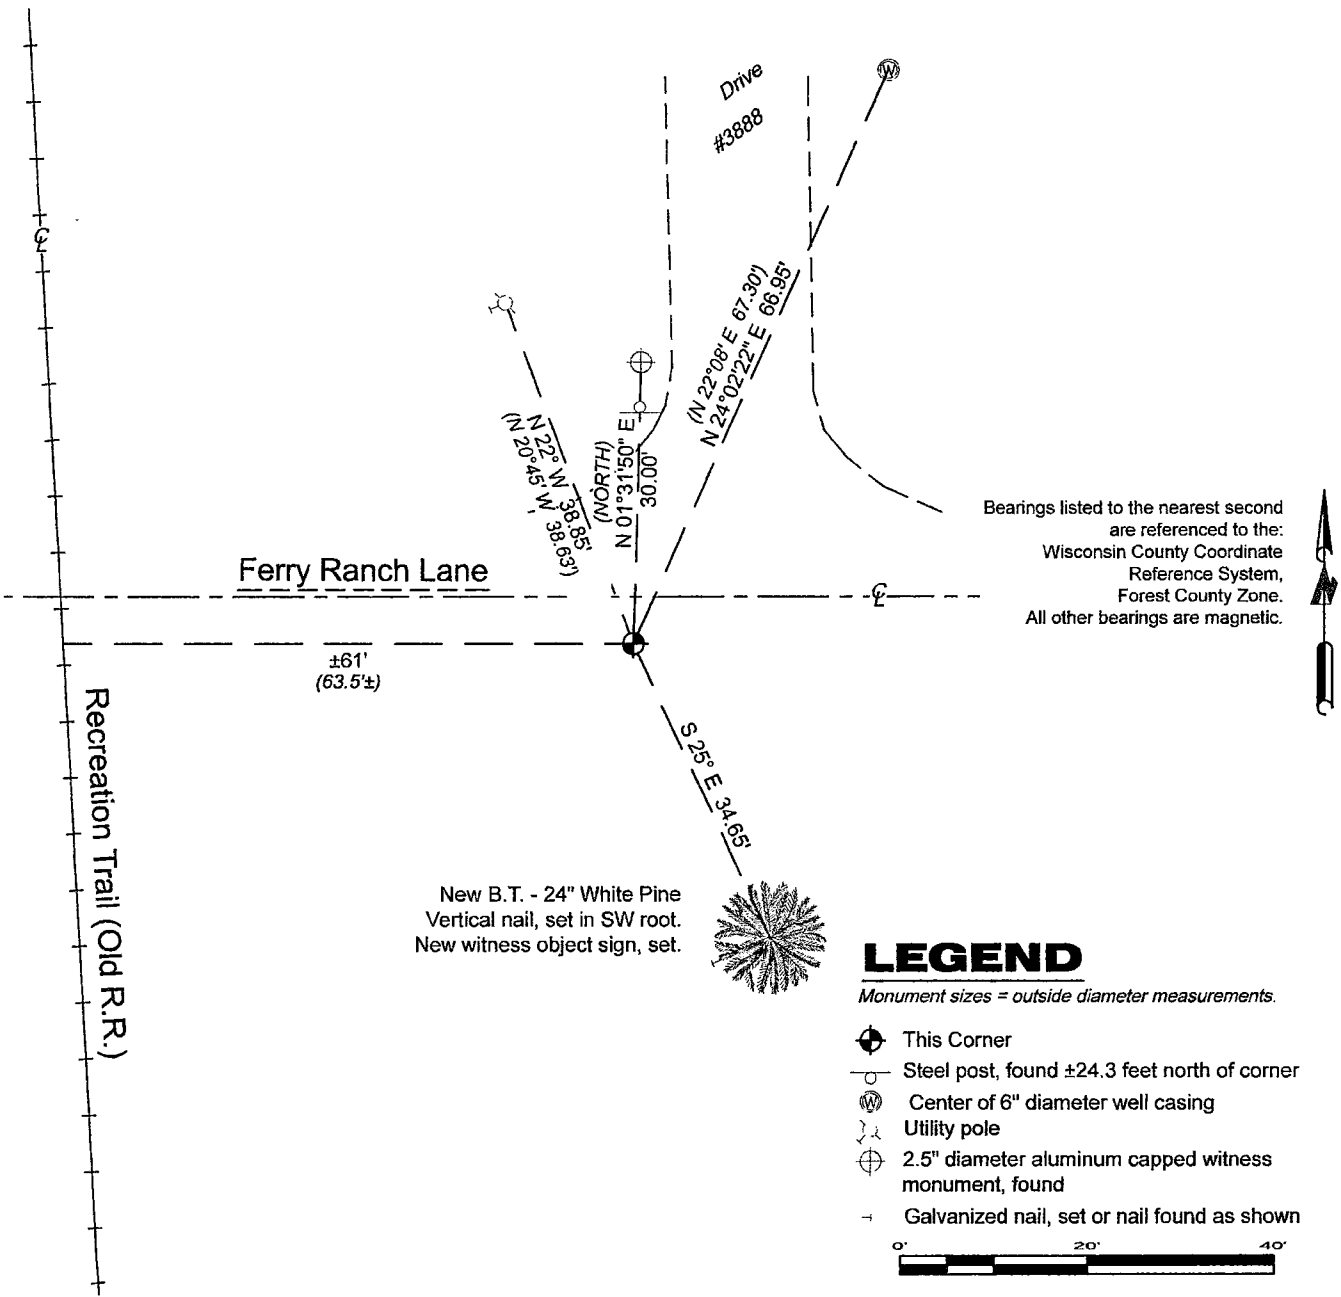 Drive
#3888
W
(N 22°08' E 67.30')
N 24°02'22" E 66.95'
N 22° W 38.85'
(N 20°45' W 38.63')
(NORTH)
N 01°31'50" E
30.00'
Bearings listed to the nearest second
are referenced to the:
Wisconsin County Coordinate
Reference System,
Forest County Zone.
All other bearings are magnetic.
Ferry Ranch Lane
±61'
(63.5'±)
Recreation Trail (Old R.R.)
S 25° E 34.65'
New B.T. - 24" White Pine
Vertical nail, set in SW root.
New witness object sign, set.
LEGEND
Monument sizes = outside diameter measurements.
This Corner
Steel post, found ±24.3 feet north of corner
W Center of 6" diameter well casing
Utility pole
2.5" diameter aluminum capped witness
monument, found
Galvanized nail, set or nail found as shown
0' 20' 40'